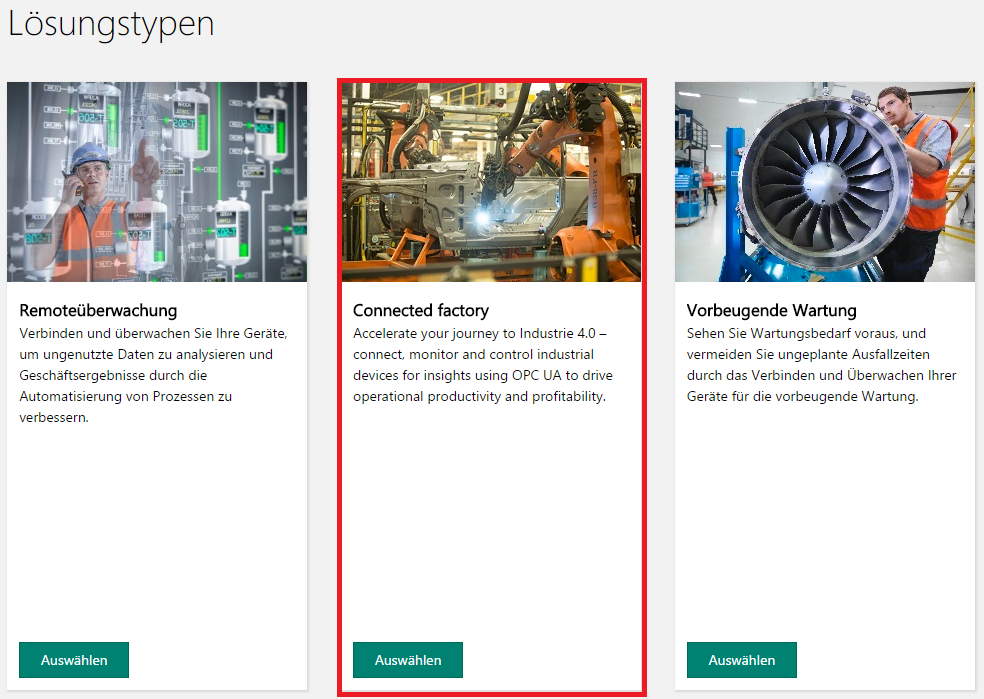 Lösungstypen
3
Remoteüberwachung
Verbinden und überwachen Sie Ihre Geräte,
um ungenutzte Daten zu analysieren und
Geschäftsergebnisse durch die
Automatisierung von Prozessen zu
verbessern.
Auswählen
Connected factory
Accelerate your journey to Industrie 4.0 –
connect, monitor and control industrial
devices for insights using OPC UA to drive
operational productivity and profitability.
Auswählen
Vorbeugende Wartung
Sehen Sie Wartungsbedarf voraus, und
vermeiden Sie ungeplante Ausfallzeiten
durch das Verbinden und Überwachen Ihrer
Geräte für die vorbeugende Wartung.
Auswählen